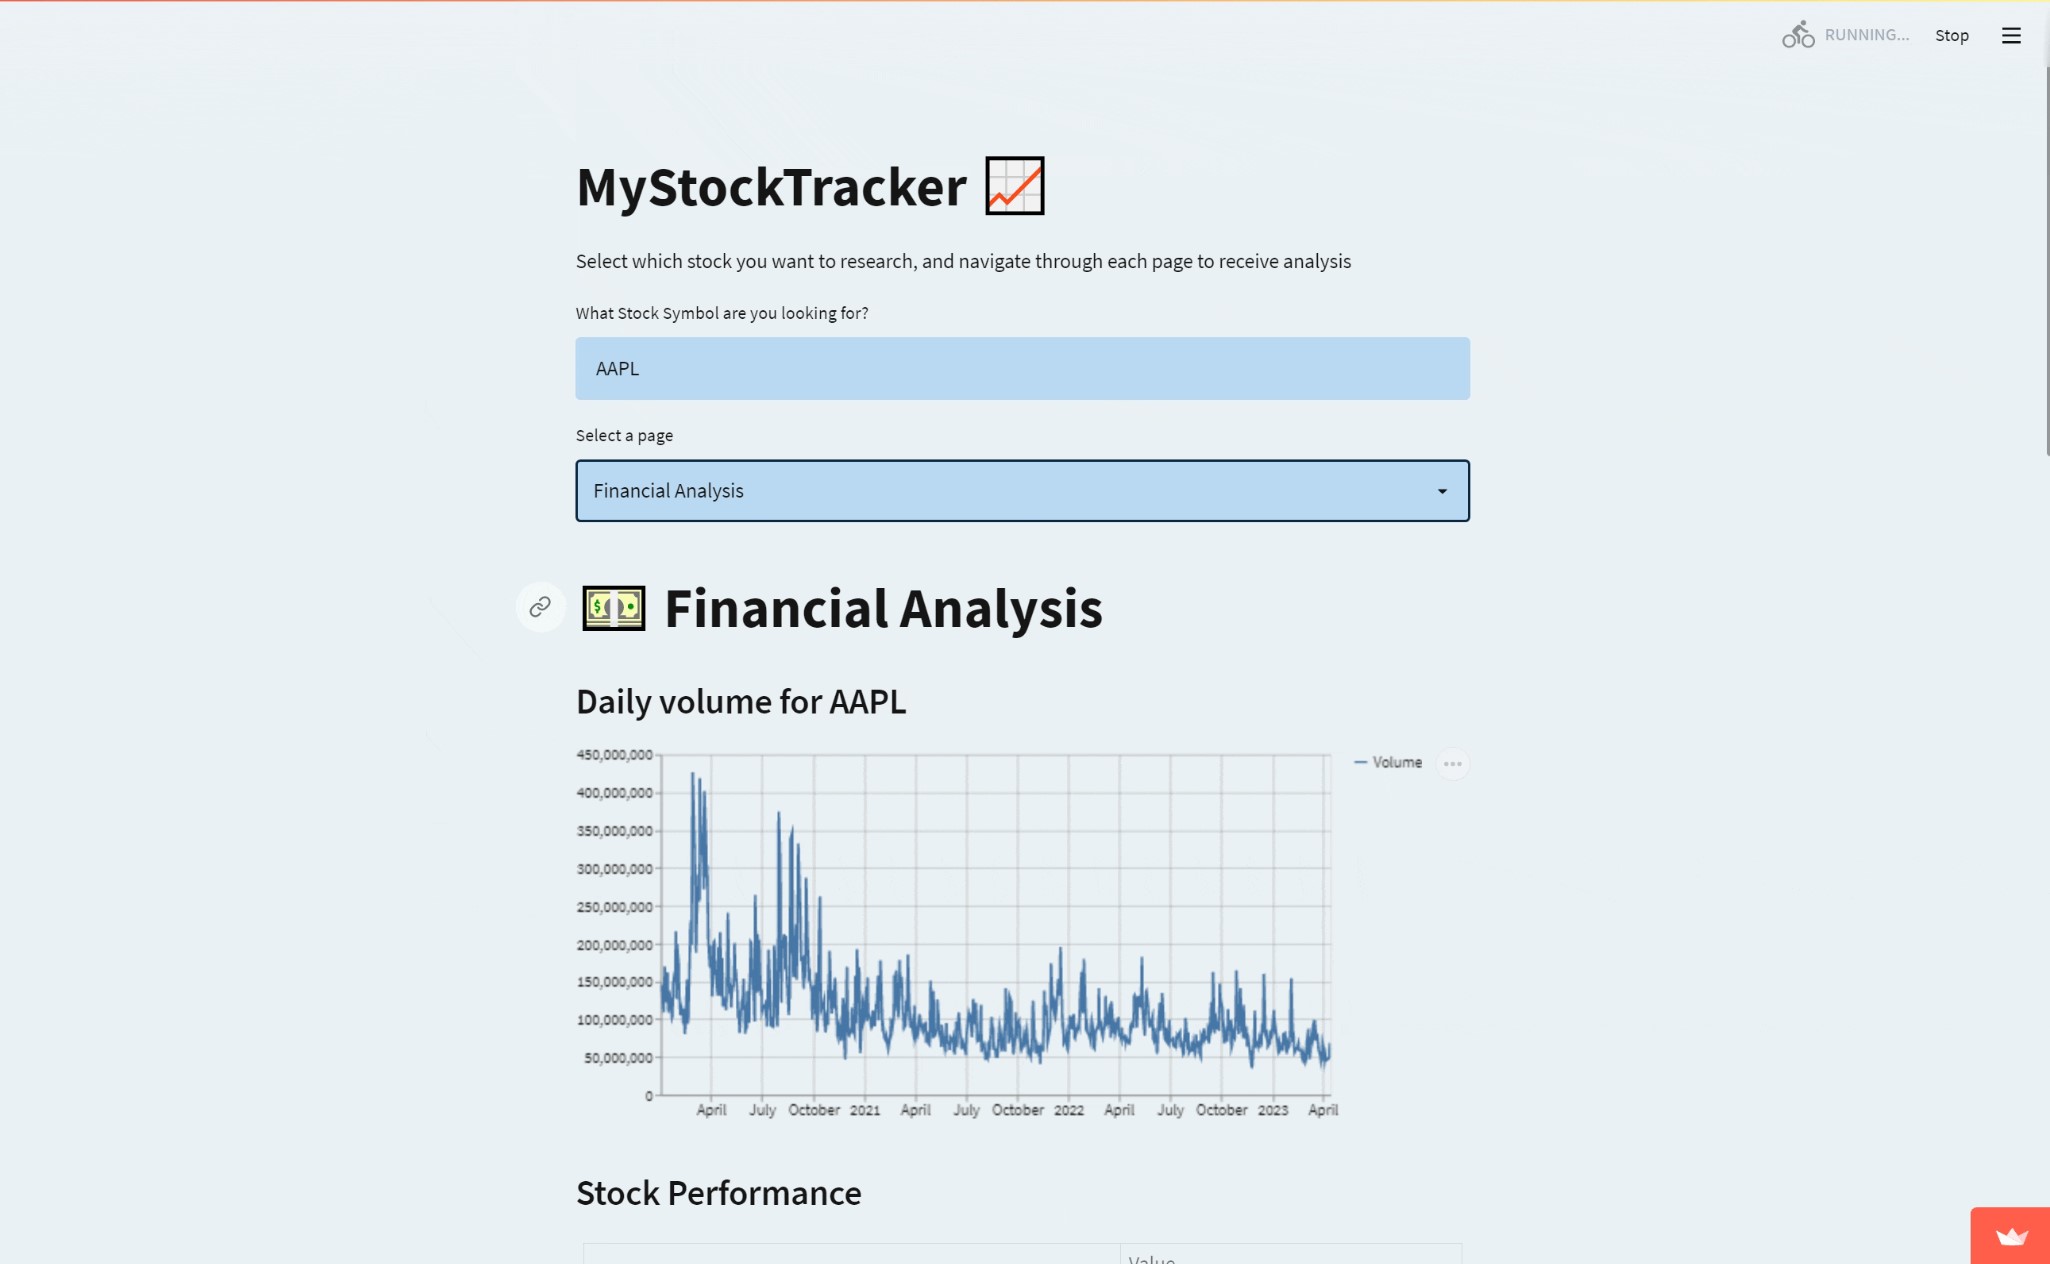 RUNNING... Stop
MyStockTracker
Select which stock you want to research, and navigate through each page to receive analysis
What Stock Symbol are you looking for?
AAPL
Select a page
Financial Analysis
Financial Analysis
Daily volume for AAPL
450,000,000
400,000,000
350,000,000
300,000,000
250,000,000
200,000,000
150,000,000
100,000,000
50,000,000
0
April July October 2021 April July October 2022 April July October 2023 April
Volume
Stock Performance
Value